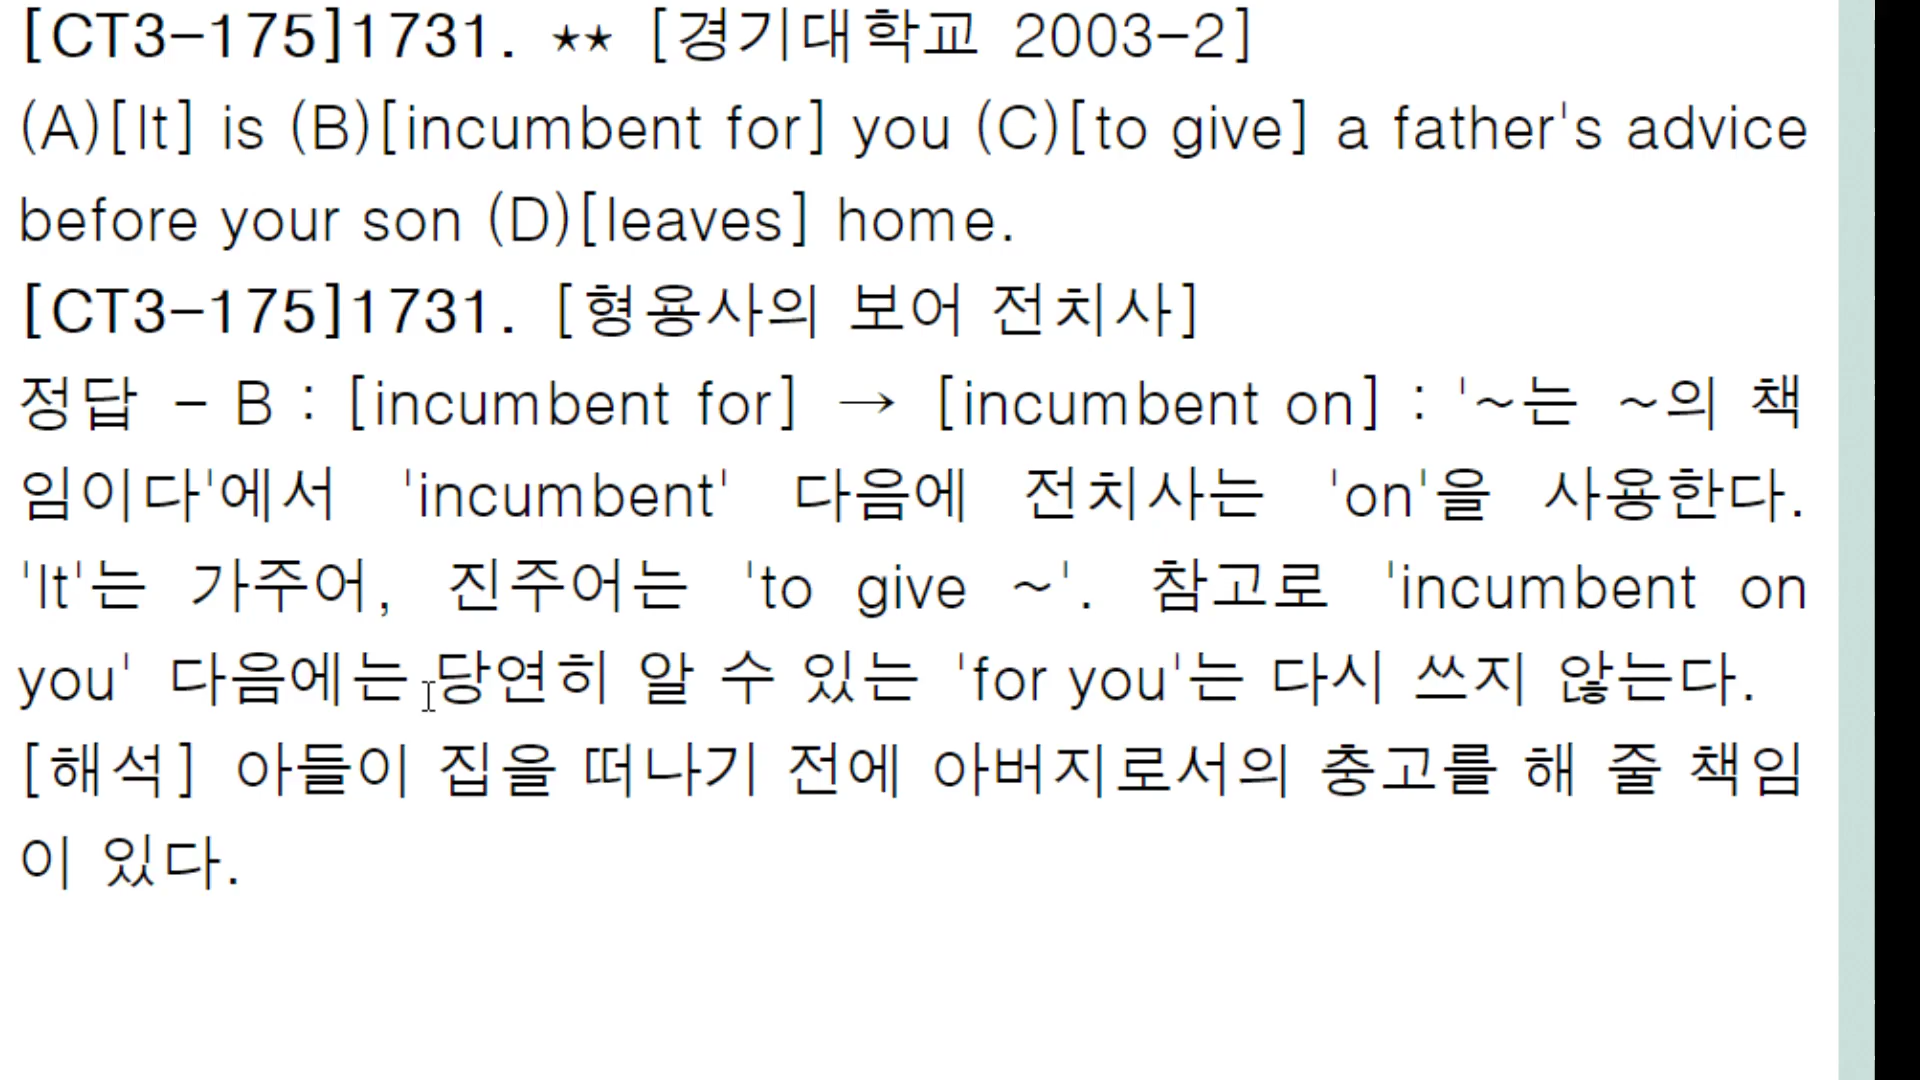 [CT3-175]1731. ⋆⋆ [경기대학교 2003-2]
(A)[It] is (B)[incumbent for] you (C)[to give] a father's advice
before your son (D)[leaves] home.
[CT3-175]1731. [형용사의 보어 전치사]
정답 - B : [incumbent for] → [incumbent on] : '~는 ~의 책
임이다'에서 'incumbent' 다음에 전치사는 'on'을 사용한다.
'It'는 가주어, 진주어는 'to give ~'. 참고로 'incumbent on
you' 다음에는 당연히 알 수 있는 'for you'는 다시 쓰지 않는다.
[해석] 아들이 집을 떠나기 전에 아버지로서의 충고를 해 줄 책임
이 있다.